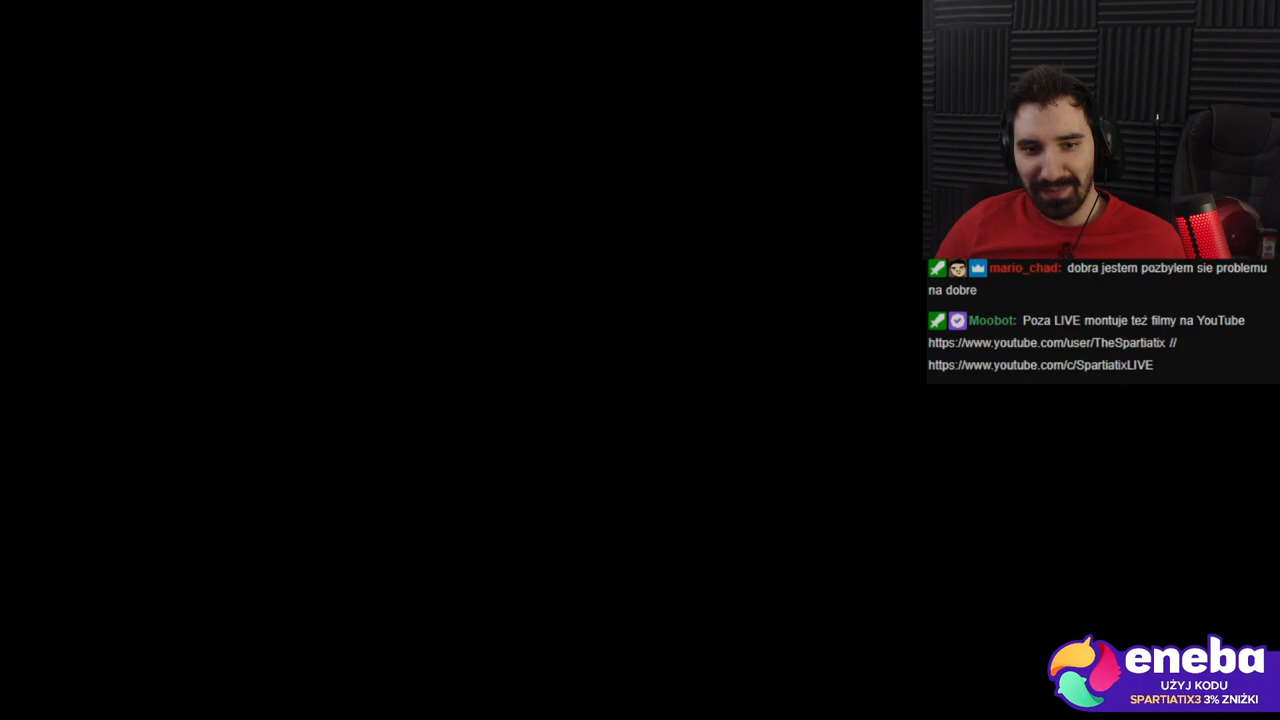 mario_chad: dobra jestem pozbylem sie problemu
na dobre
Moobot: Poza LIVE montuje też filmy na YouTube
https://www.youtube.com/user/TheSpartiatix //
https://www.youtube.com/c/SpartiatixLIVE
eneba
UŻYJ KODU
SPARTIATIX3 3% ZNIŻKI